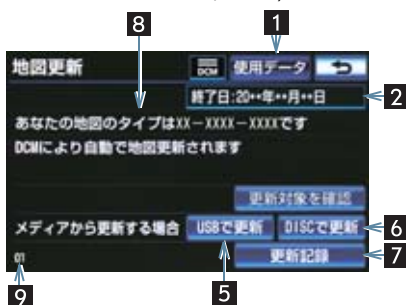 8
1
地図更新 DCM 使用データ
終了日:20**年**月**日
2
あなたの地図のタイプはXX－XXXX－XXXXです
DCMにより自動で地図更新されます
更新対象を確認
メディアから更新する場合 USBで更新 DISCで更新
6
01 更新記録
7
9
5